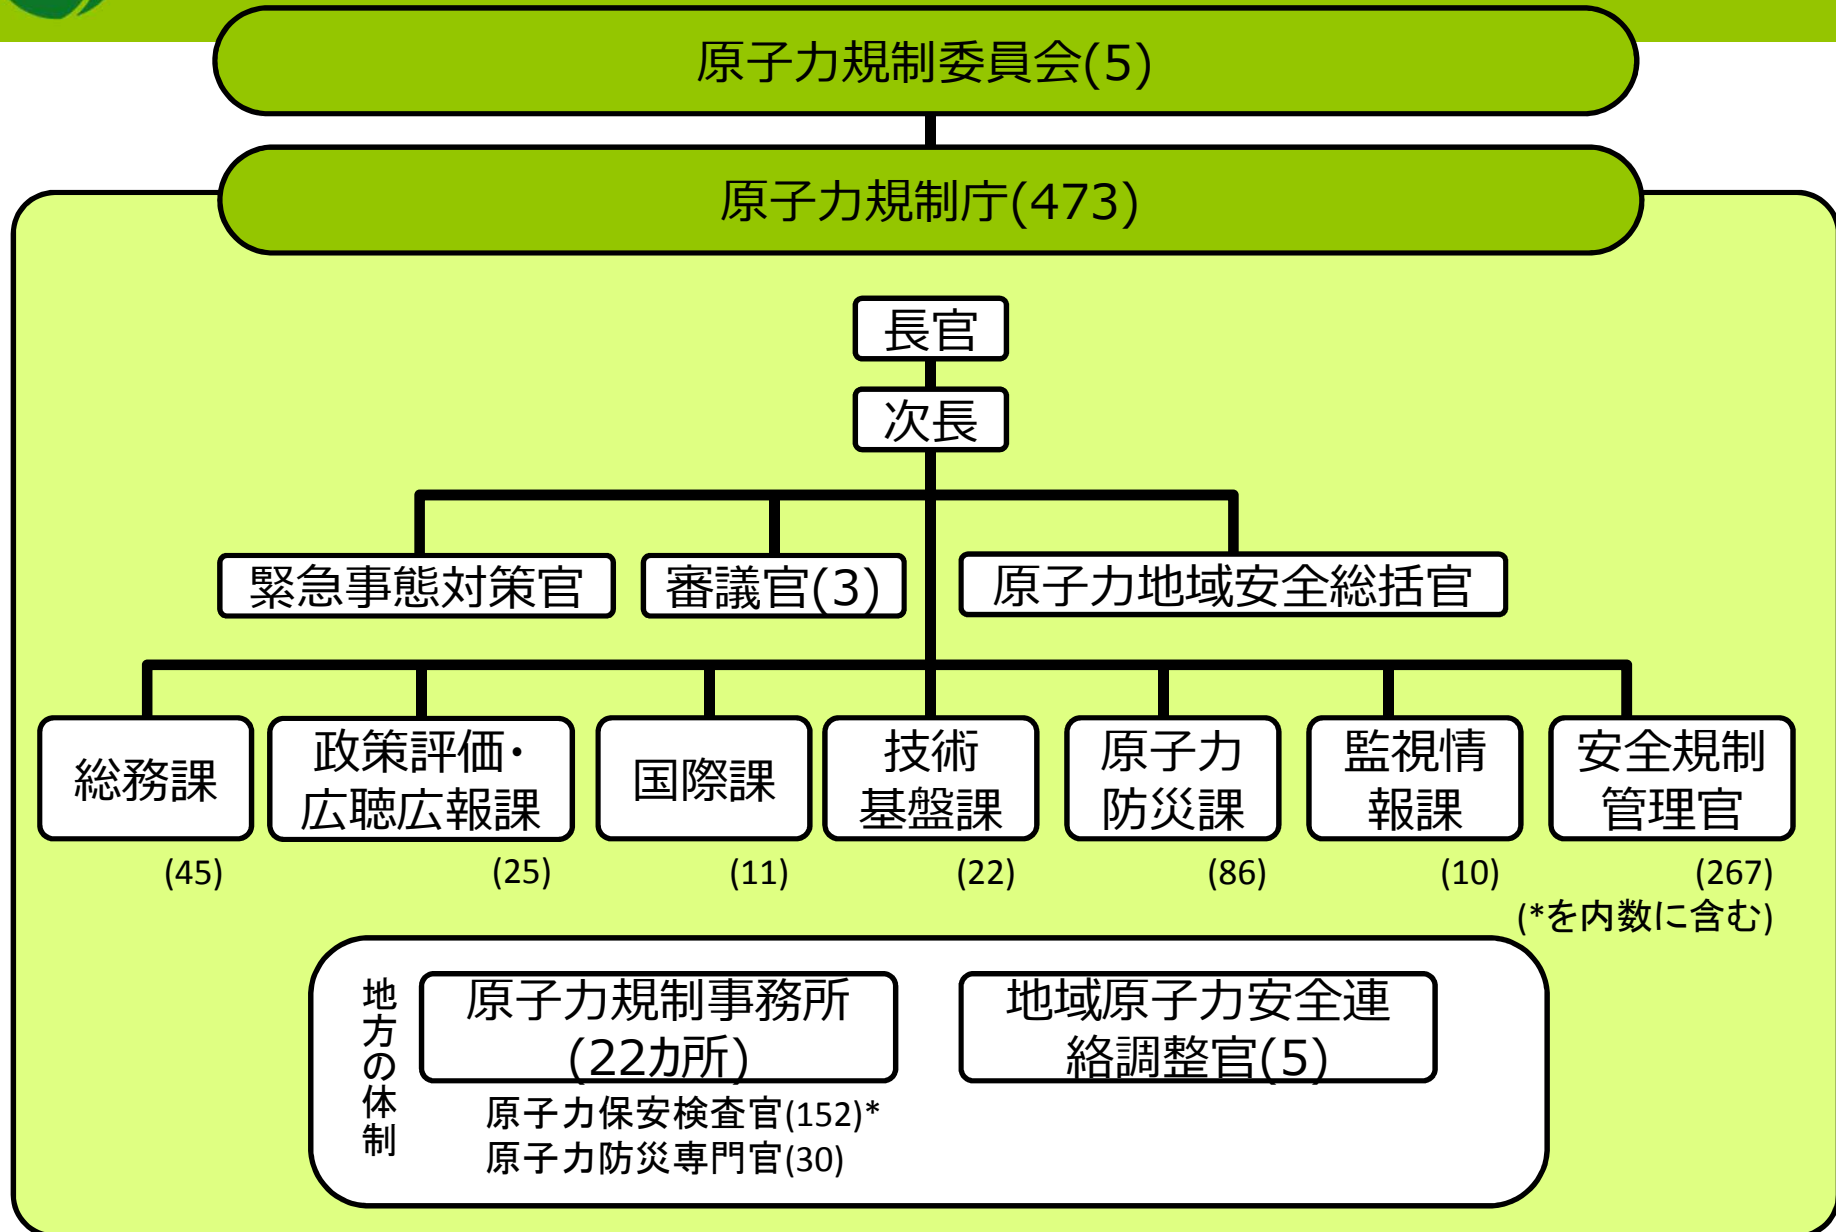 原子力規制委員会(5)
原子力規制庁(473)
長官
次長
緊急事態対策官
審議官(3)
原子力地域安全総括官
総務課
(45)
政策評価・
広聴広報課
(25)
国際課
(11)
技術
基盤課
(22)
原子力
防災課
(86)
監視情
報課
(10)
安全規制
管理官
(267)
(*を内数に含む)
地方の体制
原子力規制事務所
(22カ所)
原子力保安検査官(152)*
原子力防災専門官(30)
地域原子力安全連
絡調整官(5)